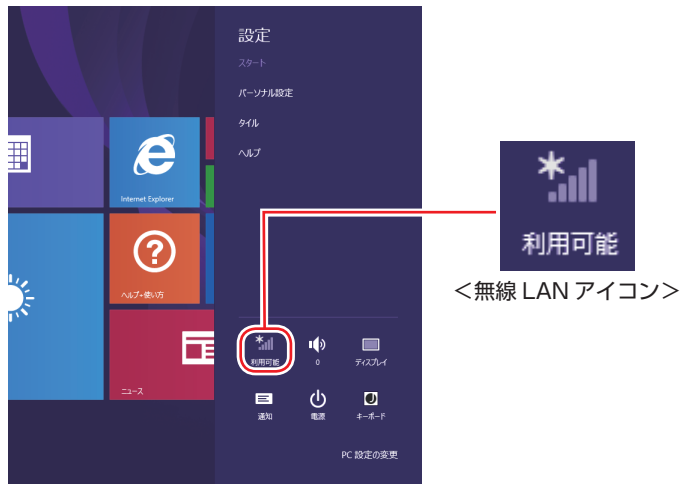 設定
スタート
パーソナル設定
タイル
ヘルプ
Internet Explorer
ヘルプ+使い方
ニュース
利用可能
0
ディスプレイ
通知
電源
キーボード
PC 設定の変更
利用可能
<無線 LAN アイコン>